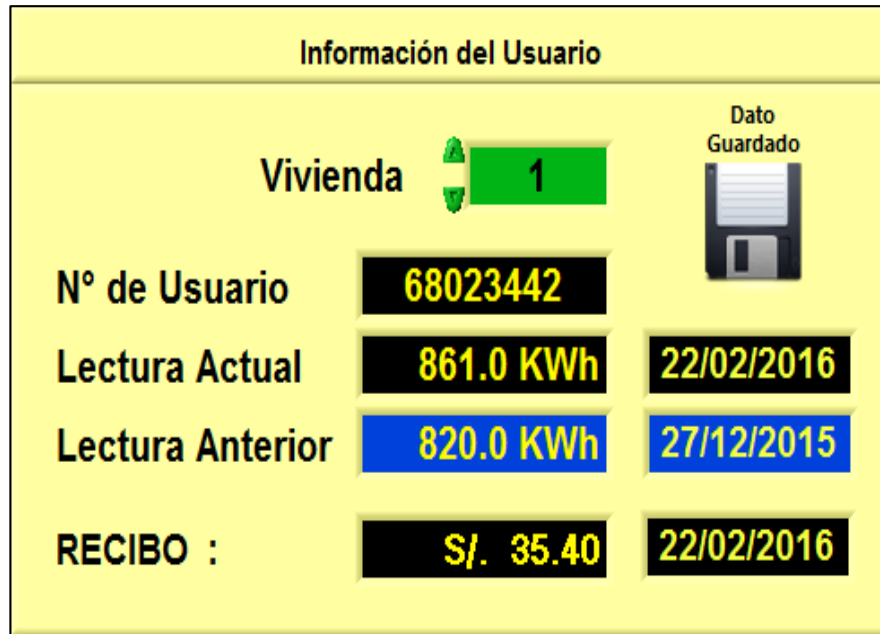 Información del Usuario
Dato
Guardado
Vivienda 1
N° de Usuario 68023442
Lectura Actual 861.0 KWh 22/02/2016
Lectura Anterior 820.0 KWh 27/12/2015
RECIBO : S/. 35.40 22/02/2016